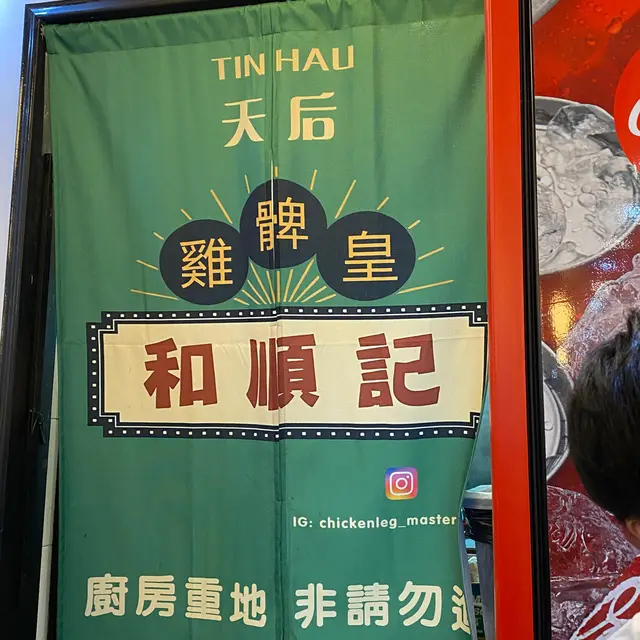 TIN HAU
天后
雞髀皇
和順記
IG: chickenleg_master
廚房重地 非請勿